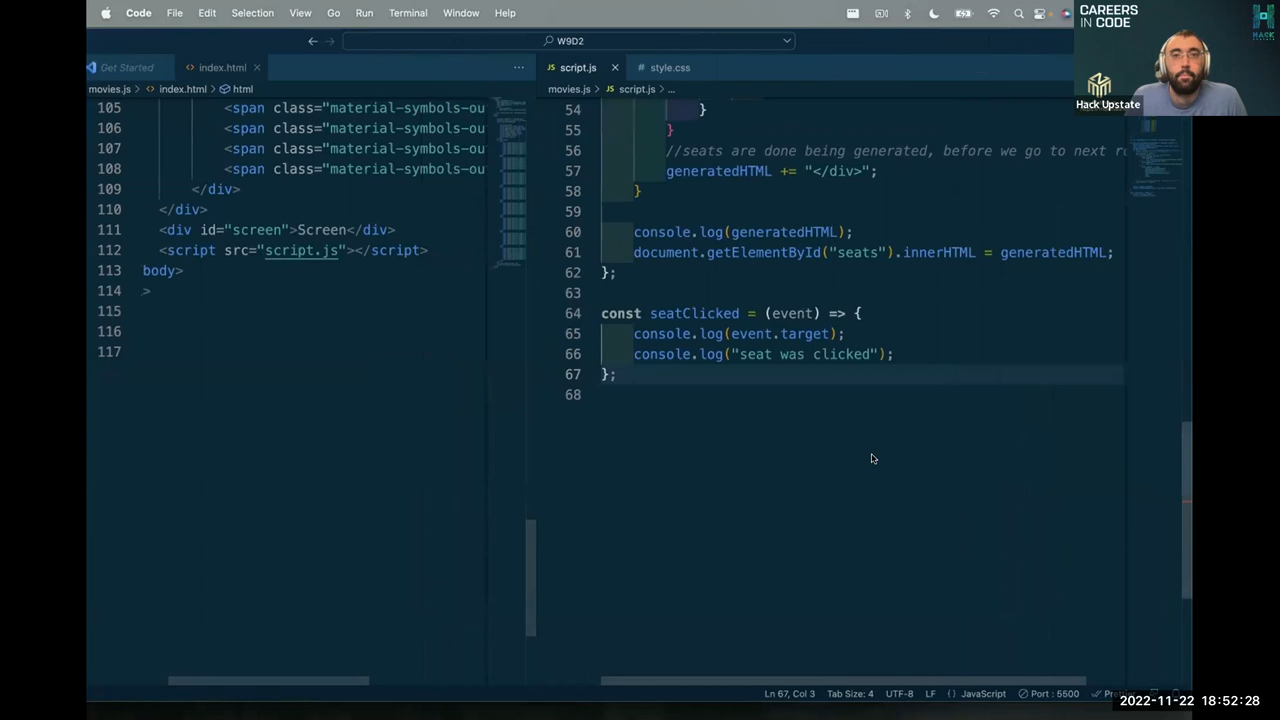 Code File Edit Selection View Go Run Terminal Window Help
CAREERS IN CODE
HACK UPSTATE
Hack Upstate
W9D2
Get Started index.html
movies.js > index.html > html
105 <span class="material-symbols-ou
106 <span class="material-symbols-ou
107 <span class="material-symbols-ou
108 <span class="material-symbols-ou
109 </div>
110 </div>
111 <div id="screen">Screen</div>
112 <script src="script.js"></script>
113 body>
114 >
115
116
117
JS script.js # style.css
movies.js > JS script.js > ...
54 }
55 }
56 //seats are done being generated, before we go to next r
57 generatedHTML += "</div>";
58 }
59
60 console.log(generatedHTML);
61 document.getElementById("seats").innerHTML = generatedHTML;
62 };
63
64 const seatClicked = (event) => {
65 console.log(event.target);
66 console.log("seat was clicked");
67 };
68
Ln 67, Col 3 Tab Size: 4 UTF-8 LF {} JavaScript Port : 5500
2022-11-22 18:52:28